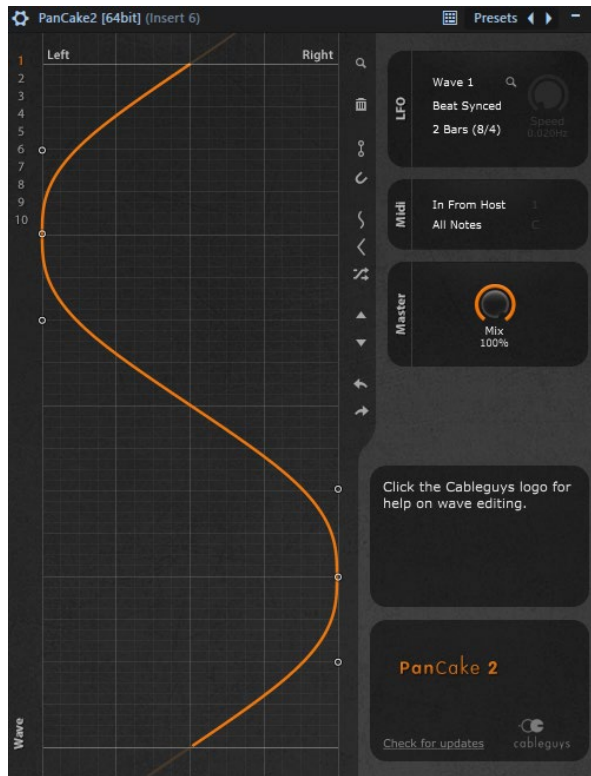 PanCake2 [64bit] (Insert 6)
Presets
Left
Right
1
2
3
4
5
6
7
8
9
10
Wave
LFO
Wave 1
Beat Synced
2 Bars (8/4)
Speed
0.020Hz
Midi
In From Host 1
All Notes C
Master
Mix
100%
Click the Cableguys logo for
help on wave editing.
PanCake 2
Check for updates
cableguys